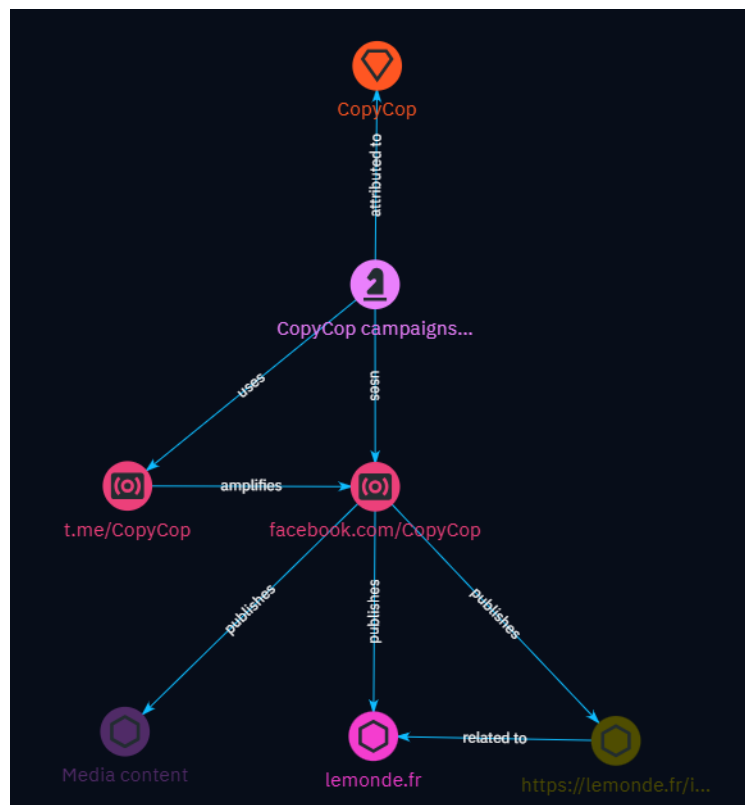 CopyCop
attributed to
CopyCop campaigns...
uses
uses
t.me/CopyCop
amplifies
facebook.com/CopyCop
publishes
publishes
publishes
Media content
lemonde.fr
related to
https://lemonde.fr/i...